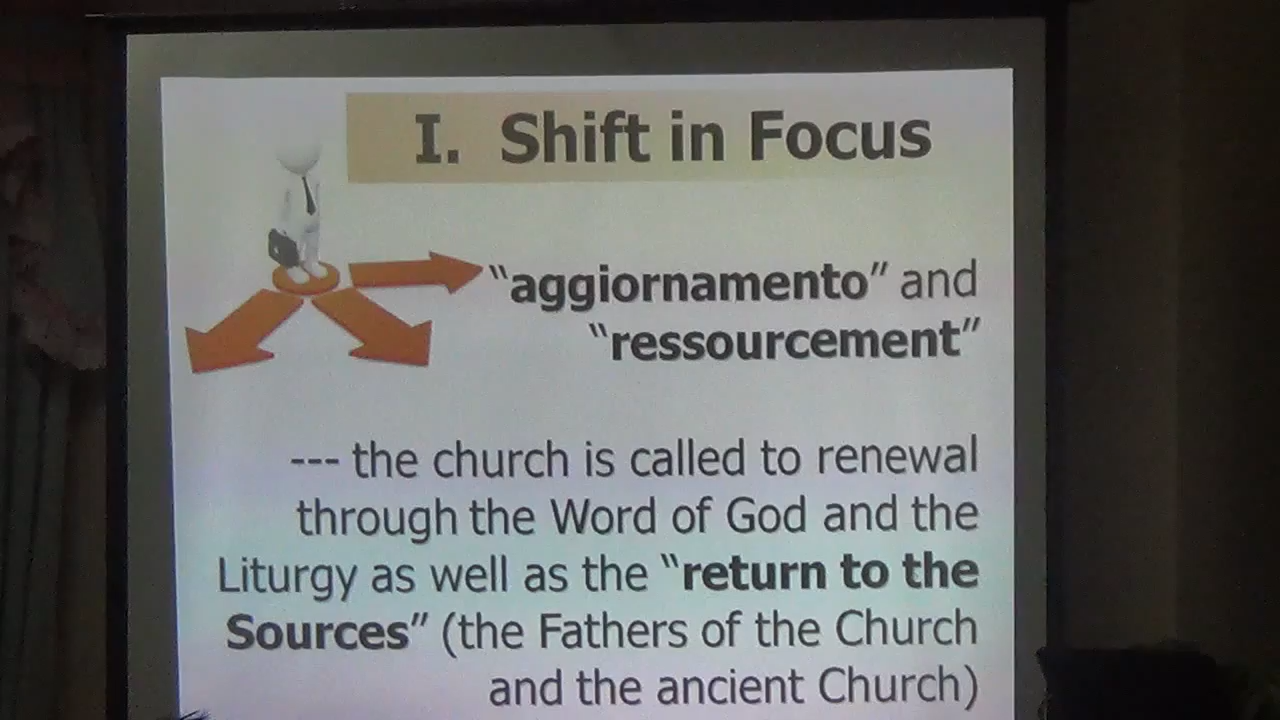 I. Shift in Focus
“aggiornamento” and
“ressourcement”
--- the church is called to renewal
through the Word of God and the
Liturgy as well as the “return to the
Sources” (the Fathers of the Church
and the ancient Church)